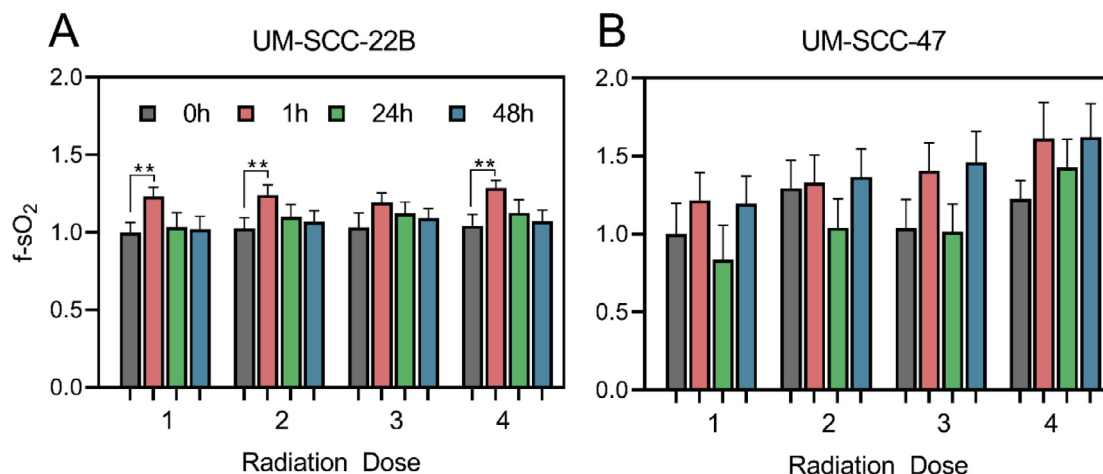 A
UM-SCC-22B
2.0
1.5
1.0
0.5
0.0
f-sO₂
0h 1h 24h 48h
** ** **
1 2 3 4
Radiation Dose
B
UM-SCC-47
2.0
1.5
1.0
0.5
0.0
1 2 3 4
Radiation Dose